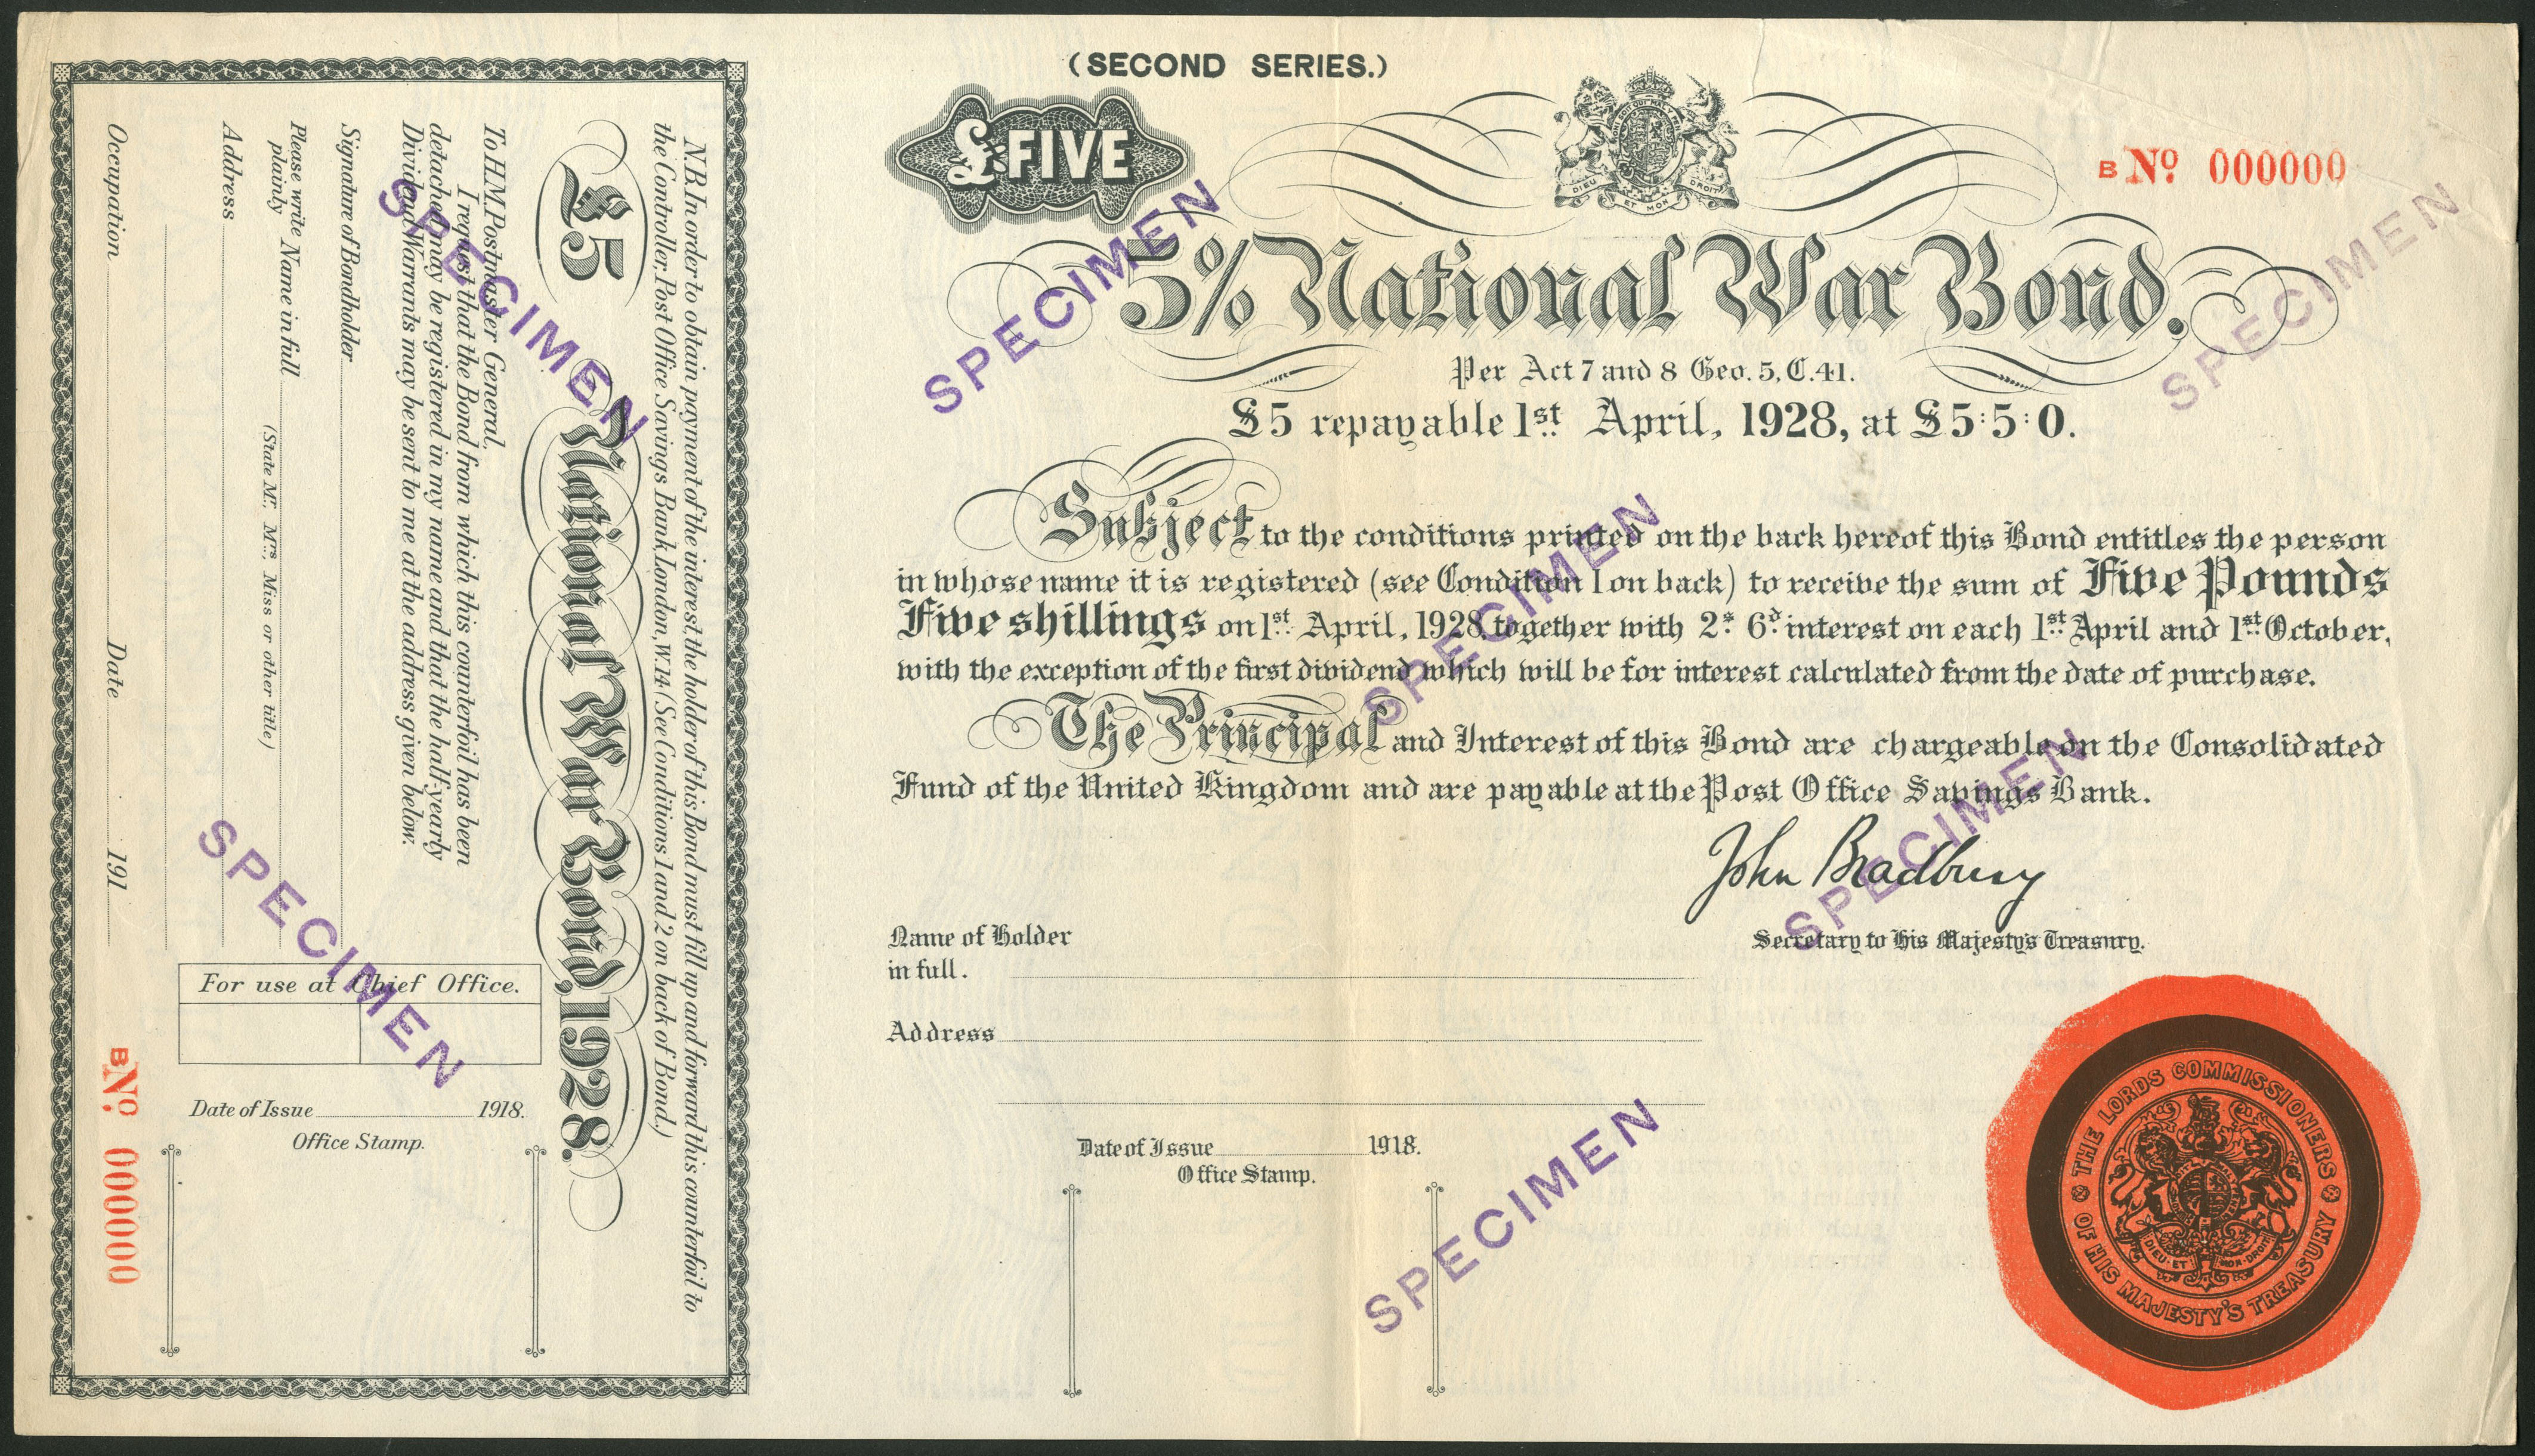 (SECOND SERIES.)
£ FIVE
HONI SOIT QUI MAL Y PENSE
DIEU ET MON DROIT
B Nº 000000
5% National War Bond.
Per Act 7 and 8 Geo. 5, C. 41.
£5 repayable 1st April, 1928, at £5:5:0.
Subject to the conditions printed on the back hereof this Bond entitles the person
in whose name it is registered (see Condition 1 on back) to receive the sum of Five Pounds
Five shillings on 1st April, 1928 together with 2s 6d interest on each 1st April and 1st October,
with the exception of the first dividend which will be for interest calculated from the date of purchase.
The Principal and Interest of this Bond are chargeable on the Consolidated
Fund of the United Kingdom and are payable at the Post Office Savings Bank.
John Bradbury
Secretary to His Majesty's Treasury.
Name of Holder
in full.
Address
Date of Issue 1918.
Office Stamp.
THE LORDS COMMISSIONERS
OF HIS MAJESTY'S TREASURY
DIEU ET MON DROIT
N.B. In order to obtain payment of the interest, the holder of this Bond must fill up and forward this counterfoil to
the Controller, Post Office Savings Bank, London, W.14 (See Conditions 1 and 2 on back of Bond.)
£5 National War Bond, 1928.
To H.M. Postmaster General,
I request that the Bond from which this counterfoil has been
detached may be registered in my name and that the half-yearly
Dividend Warrants may be sent to me at the address given below.
Signature of Bondholder
Please write plainly
Name in full
(State Mr., Mrs., Miss or other title)
Address
Occupation Date 191
For use at Chief Office.
Date of Issue 1918.
Office Stamp.
B Nº 000000
SPECIMEN
SPECIMEN
SPECIMEN
SPECIMEN
SPECIMEN
SPECIMEN
SPECIMEN